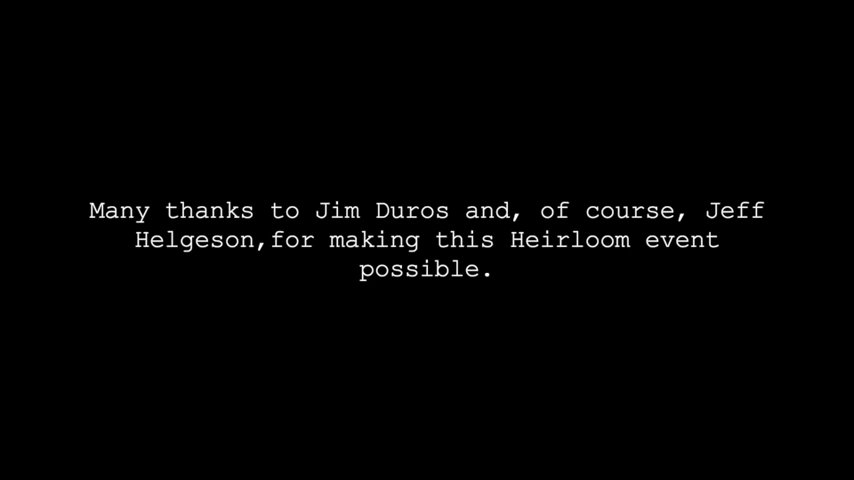 Many thanks to Jim Duros and, of course, Jeff
Helgeson,for making this Heirloom event
possible.